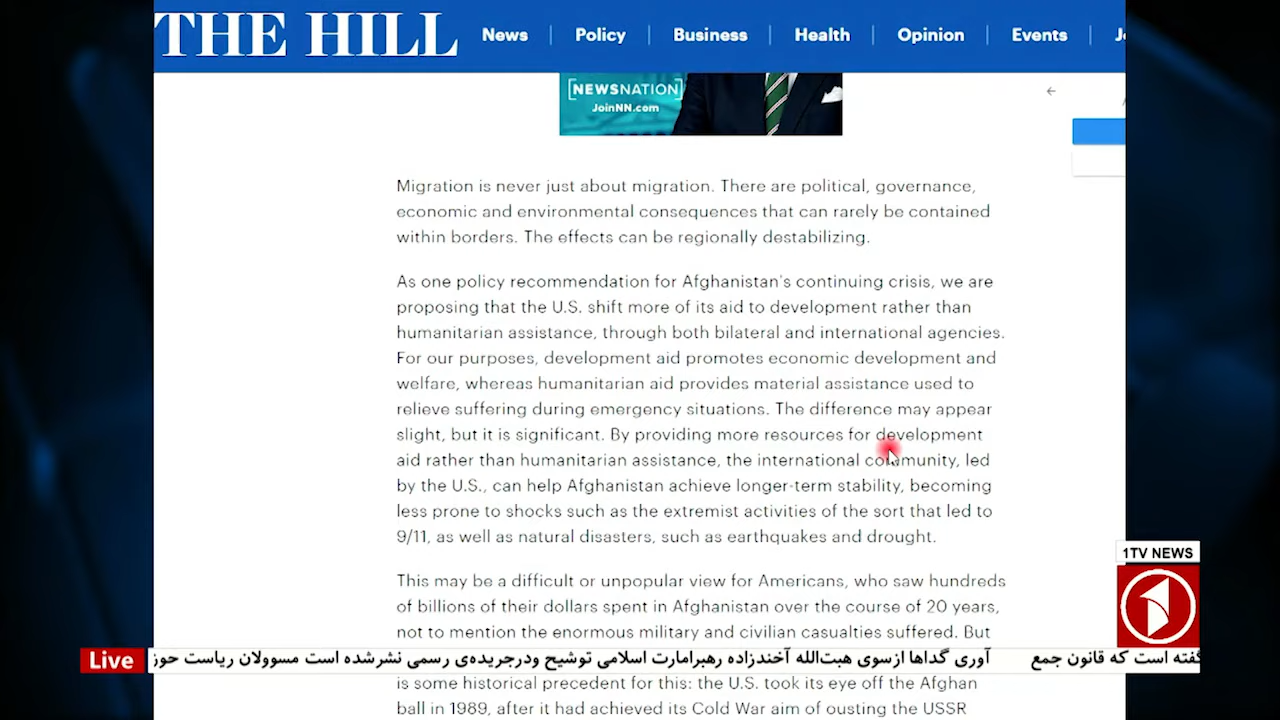 THE HILL
News
Policy
Business
Health
Opinion
Events
[NEWSNATION]
JoinNN.com
Migration is never just about migration. There are political, governance,
economic and environmental consequences that can rarely be contained
within borders. The effects can be regionally destabilizing.
As one policy recommendation for Afghanistan's continuing crisis, we are
proposing that the U.S. shift more of its aid to development rather than
humanitarian assistance, through both bilateral and international agencies.
For our purposes, development aid promotes economic development and
welfare, whereas humanitarian aid provides material assistance used to
relieve suffering during emergency situations. The difference may appear
slight, but it is significant. By providing more resources for development
aid rather than humanitarian assistance, the international community, led
by the U.S., can help Afghanistan achieve longer-term stability, becoming
less prone to shocks such as the extremist activities of the sort that led to
9/11, as well as natural disasters, such as earthquakes and drought.
This may be a difficult or unpopular view for Americans, who saw hundreds
of billions of their dollars spent in Afghanistan over the course of 20 years,
not to mention the enormous military and civilian casualties suffered. But
1TV NEWS
Live
گفته است که قانون جمع آوری گداها ازسوی هبت‌الله آخندزاده رهبرامارت اسلامی توشیح ودرجریده‌ی رسمی نشرشده است مسوولان ریاست حوز
is some historical precedent for this: the U.S. took its eye off the Afghan
ball in 1989, after it had achieved its Cold War aim of ousting the USSR